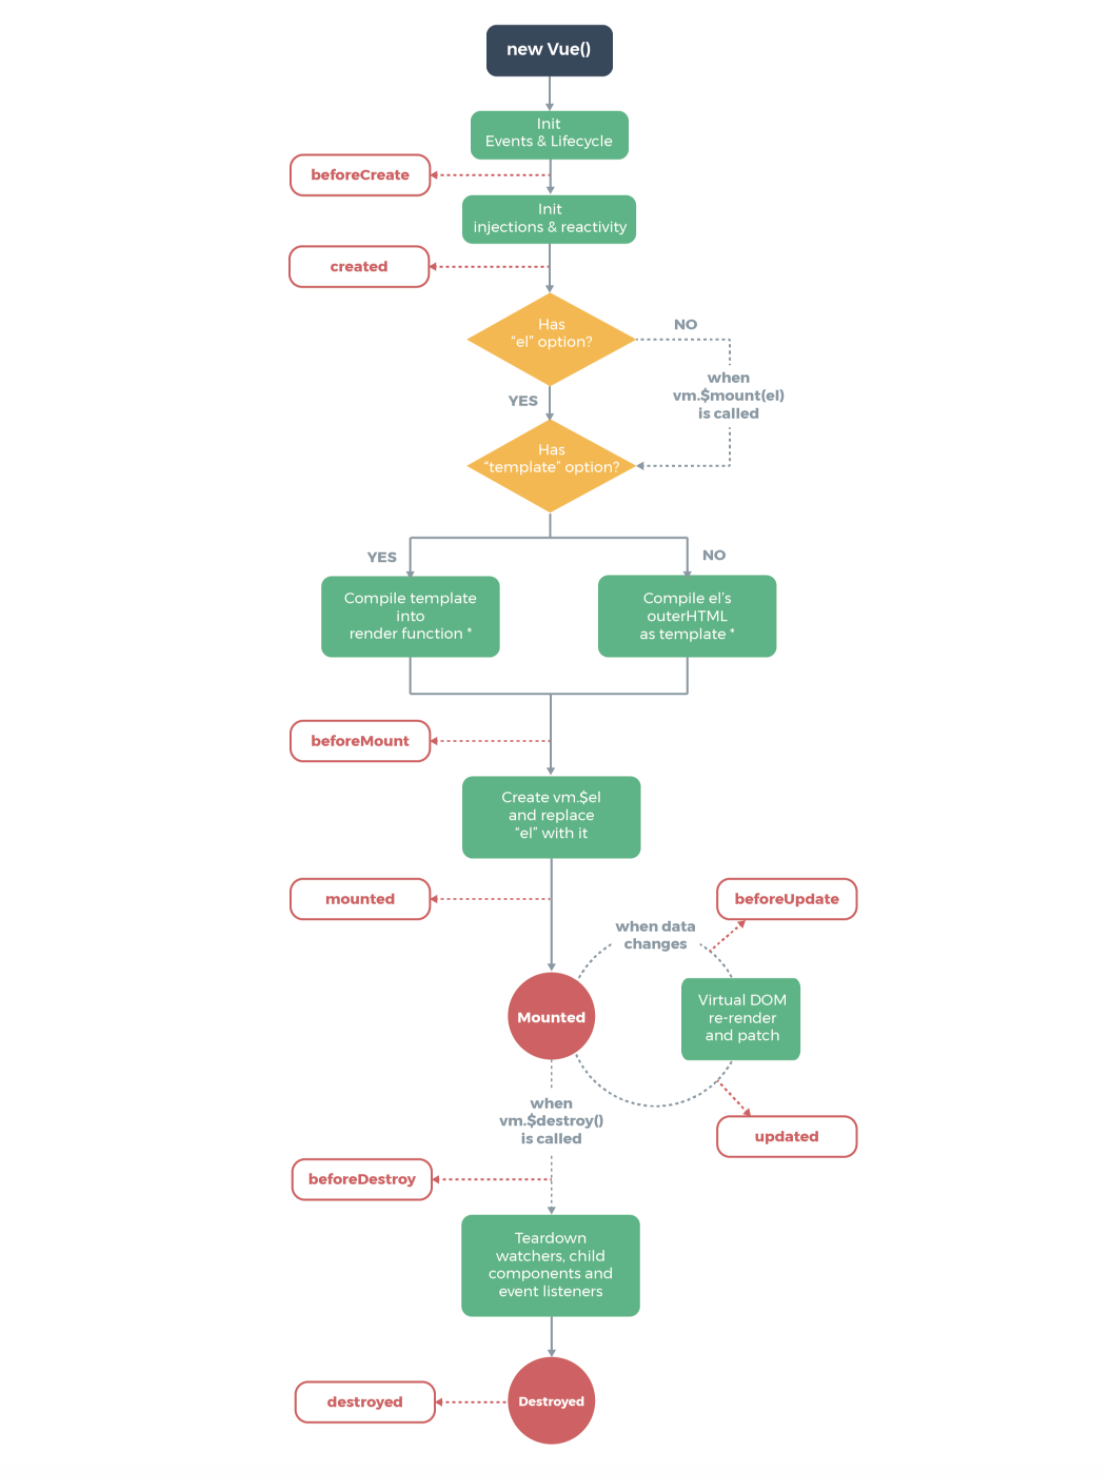 new Vue()
Init
Events & Lifecycle
beforeCreate
Init
injections & reactivity
created
Has
“el” option?
NO
when
vm.$mount(el)
is called
YES
Has
“template” option?
YES
NO
Compile template
into
render function *
Compile el’s
outerHTML
as template *
beforeMount
Create vm.$el
and replace
“el” with it
mounted
beforeUpdate
when data
changes
Mounted
Virtual DOM
re-render
and patch
when
vm.$destroy()
is called
updated
beforeDestroy
Teardown
watchers, child
components and
event listeners
destroyed
Destroyed